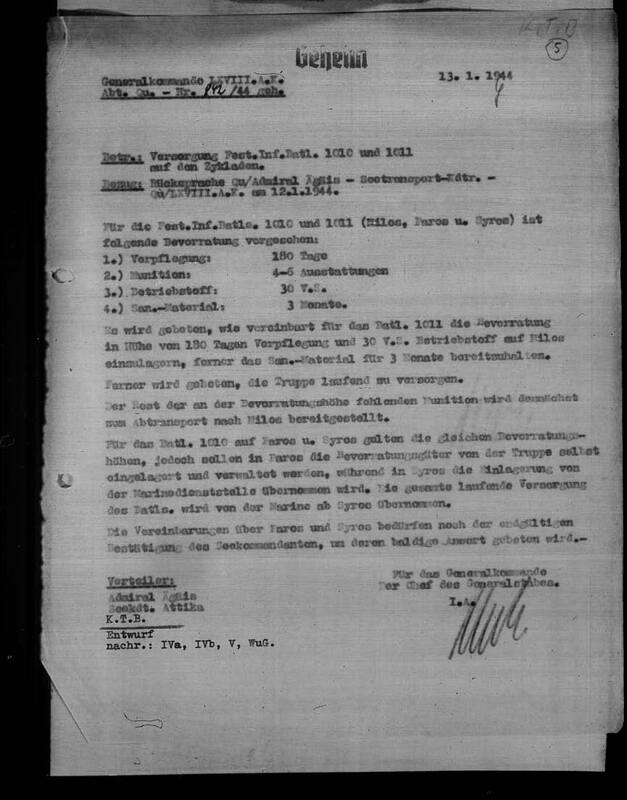 K.T.B
5
Geheim
Generalkommando LXVIII.A.K.
13. 1. 1944
Abt. Qu. - Nr. 842/44 geh.
Betr.: Versorgung Fest.Inf.Batl. 1010 und 1011
auf den Zykladen.
Bezug: Rücksprache Qu/Admiral Ägäis - Seetransport-Kdtr. -
Qu/LXVIII.A.K. am 12.1.1944.
Für die Fest.Inf.Batls. 1010 und 1011 (Milos, Paros u. Syros) ist
folgende Bevorratung vorgesehen:
1.) Verpflegung: 180 Tage
2.) Munition: 4-6 Ausstattungen
3.) Betriebstoff: 30 V.S.
4.) San.-Material: 3 Monate.
Es wird gebeten, wie vereinbart für das Batl. 1011 die Bevorratung
in Höhe von 180 Tagen Verpflegung und 30 V.S. Betriebstoff auf Milos
einzulagern, ferner das San.-Material für 3 Monate bereitzuhalten.
Ferner wird gebeten, die Truppe laufend zu versorgen.
Der Rest der an der Bevorratungshöhe fehlenden Munition wird demnächst
zum Abtransport nach Milos bereitgestellt.
Für das Batl. 1010 auf Paros u. Syros gelten die gleichen Bevorratungs-
höhen, jedoch sollen in Paros die Bevorratungsgüter von der Truppe selbst
eingelagert und verwaltet werden, während in Syros die Einlagerung von
der Marinedienststelle übernommen wird. Die gesamte laufende Versorgung
des Batls. wird von der Marine ab Syros übernommen.
Die Vereinbarungen über Paros und Syros bedürfen noch der endgültigen
Bestätigung des Seekommandanten, um deren baldige Anwort gebeten wird.-
Für das Generalkommando
Der Chef des Generalstabes.
I.A.
Verteiler:
Admiral Ägäis
Seekdt. Attika
K.T.B.
Entwurf
nachr.: IVa, IVb, V, WuG.